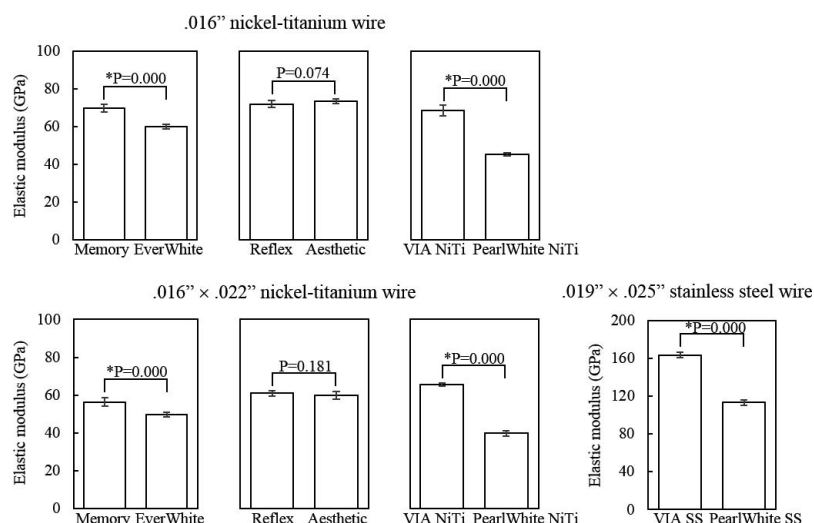 .016” nickel-titanium wire
Elastic modulus (GPa)
100
80
60
40
20
0
*P=0.000
Memory EverWhite
P=0.074
Reflex Aesthetic
*P=0.000
VIA NiTi PearlWhite NiTi
.016” × .022” nickel-titanium wire
Elastic modulus (GPa)
100
80
60
40
20
0
*P=0.000
Memory EverWhite
P=0.181
Reflex Aesthetic
*P=0.000
VIA NiTi PearlWhite NiTi
.019” × .025” stainless steel wire
Elastic modulus (GPa)
200
160
120
80
40
0
*P=0.000
VIA SS PearlWhite SS